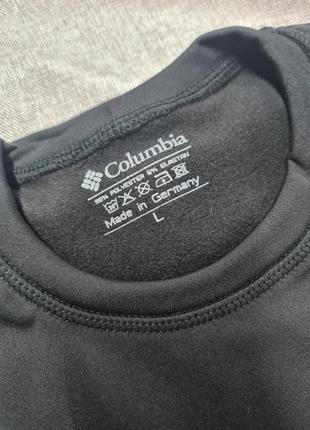 Columbia
95% POLYESTER 5% ELASTAN
Made in Germany
L